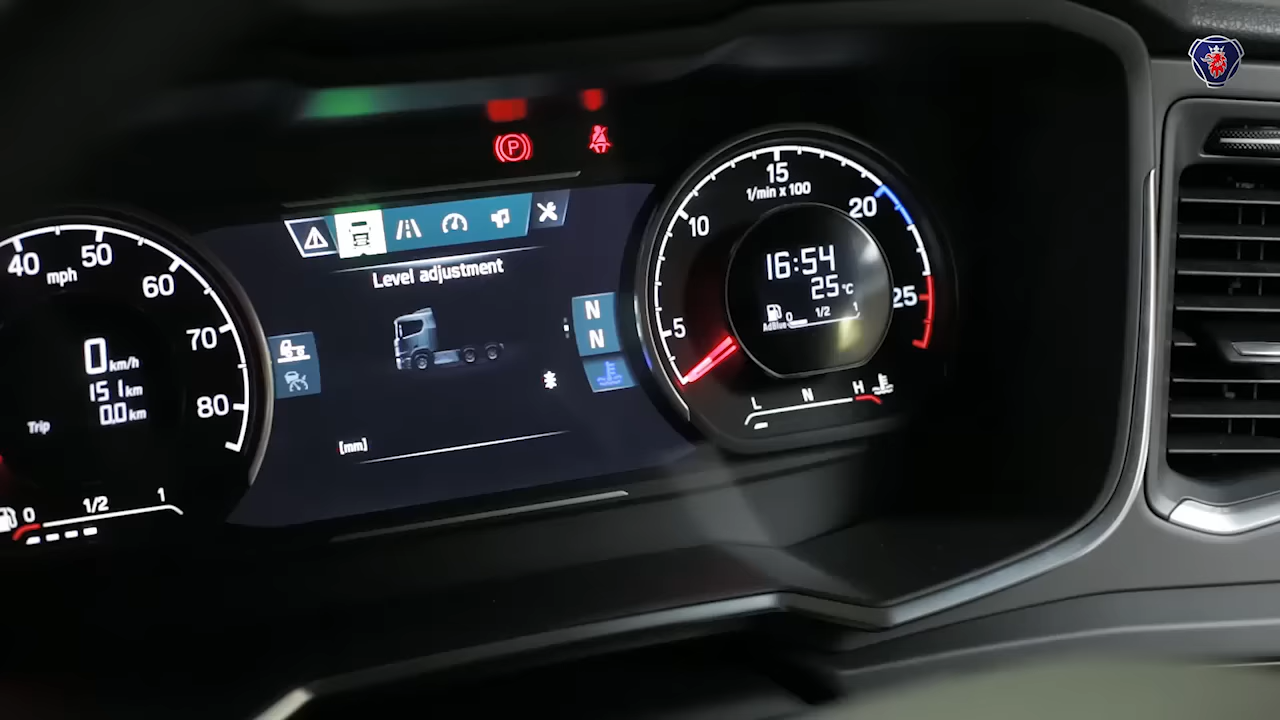 40
50
mph
60
70
80
0 km/h
151 km
Trip 0.0 km
0 1/2 1
P
Level adjustment
N
N
[mm]
5
10
15
1/min x 100
20
25
16:54
25 °C
AdBlue 0 1/2 1
L N H